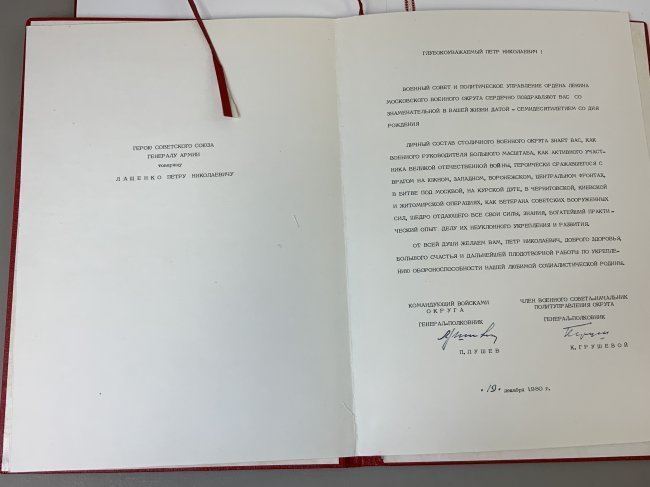 ГЕРОЮ СОВЕТСКОГО СОЮЗА
ГЕНЕРАЛУ АРМИИ
товарищу
ЛАЩЕНКО ПЕТРУ НИКОЛАЕВИЧУ
ГЛУБОКОУВАЖАЕМЫЙ ПЕТР НИКОЛАЕВИЧ !
ВОЕННЫЙ СОВЕТ И ПОЛИТИЧЕСКОЕ УПРАВЛЕНИЕ ОРДЕНА ЛЕНИНА
МОСКОВСКОГО ВОЕННОГО ОКРУГА СЕРДЕЧНО ПОЗДРАВЛЯЮТ ВАС СО
ЗНАМЕНАТЕЛЬНОЙ В ВАШЕЙ ЖИЗНИ ДАТОЙ - СЕМИДЕСЯТИЛЕТИЕМ СО ДНЯ
РОЖДЕНИЯ
ЛИЧНЫЙ СОСТАВ СТОЛИЧНОГО ВОЕННОГО ОКРУГА ЗНАЕТ ВАС, КАК
ВОЕННОГО РУКОВОДИТЕЛЯ БОЛЬШОГО МАСШТАБА, КАК АКТИВНОГО УЧАСТ-
НИКА ВЕЛИКОЙ ОТЕЧЕСТВЕННОЙ ВОЙНЫ, ГЕРОИЧЕСКИ СРАЖАВШЕГОСЯ С
ВРАГОМ НА ЮЖНОМ, ЗАПАДНОМ, ВОРОНЕЖСКОМ, ЦЕНТРАЛЬНОМ ФРОНТАХ,
В БИТВЕ ПОД МОСКВОЙ, НА КУРСКОЙ ДУГЕ, В ЧЕРНИГОВСКОЙ, КИЕВСКОЙ
И ЖИТОМИРСКОЙ ОПЕРАЦИЯХ, КАК ВЕТЕРАНА СОВЕТСКИХ ВООРУЖЕННЫХ
СИЛ, ЩЕДРО ОТДАЮЩЕГО ВСЕ СВОИ СИЛЫ, ЗНАНИЯ, БОГАТЕЙШИЙ ПРАКТИ-
ЧЕСКИЙ ОПЫТ ДЕЛУ ИХ НЕУКЛОННОГО УКРЕПЛЕНИЯ И РАЗВИТИЯ.
ОТ ВСЕЙ ДУШИ ЖЕЛАЕМ ВАМ, ПЕТР НИКОЛАЕВИЧ, ДОБРОГО ЗДОРОВЬЯ,
БОЛЬШОГО СЧАСТЬЯ И ДАЛЬНЕЙШЕЙ ПЛОДОТВОРНОЙ РАБОТЫ ПО УКРЕПЛЕ-
НИЮ ОБОРОНОСПОСОБНОСТИ НАШЕЙ ЛЮБИМОЙ СОЦИАЛИСТИЧЕСКОЙ РОДИНЫ.
КОМАНДУЮЩИЙ ВОЙСКАМИ
ОКРУГА
ГЕНЕРАЛ-ПОЛКОВНИК
П. ЛУШЕВ
ЧЛЕН ВОЕННОГО СОВЕТА-НАЧАЛЬНИК
ПОЛИТУПРАВЛЕНИЯ ОКРУГА
ГЕНЕРАЛ-ПОЛКОВНИК
К. ГРУШЕВОЙ
"19" декабря 1980 г.